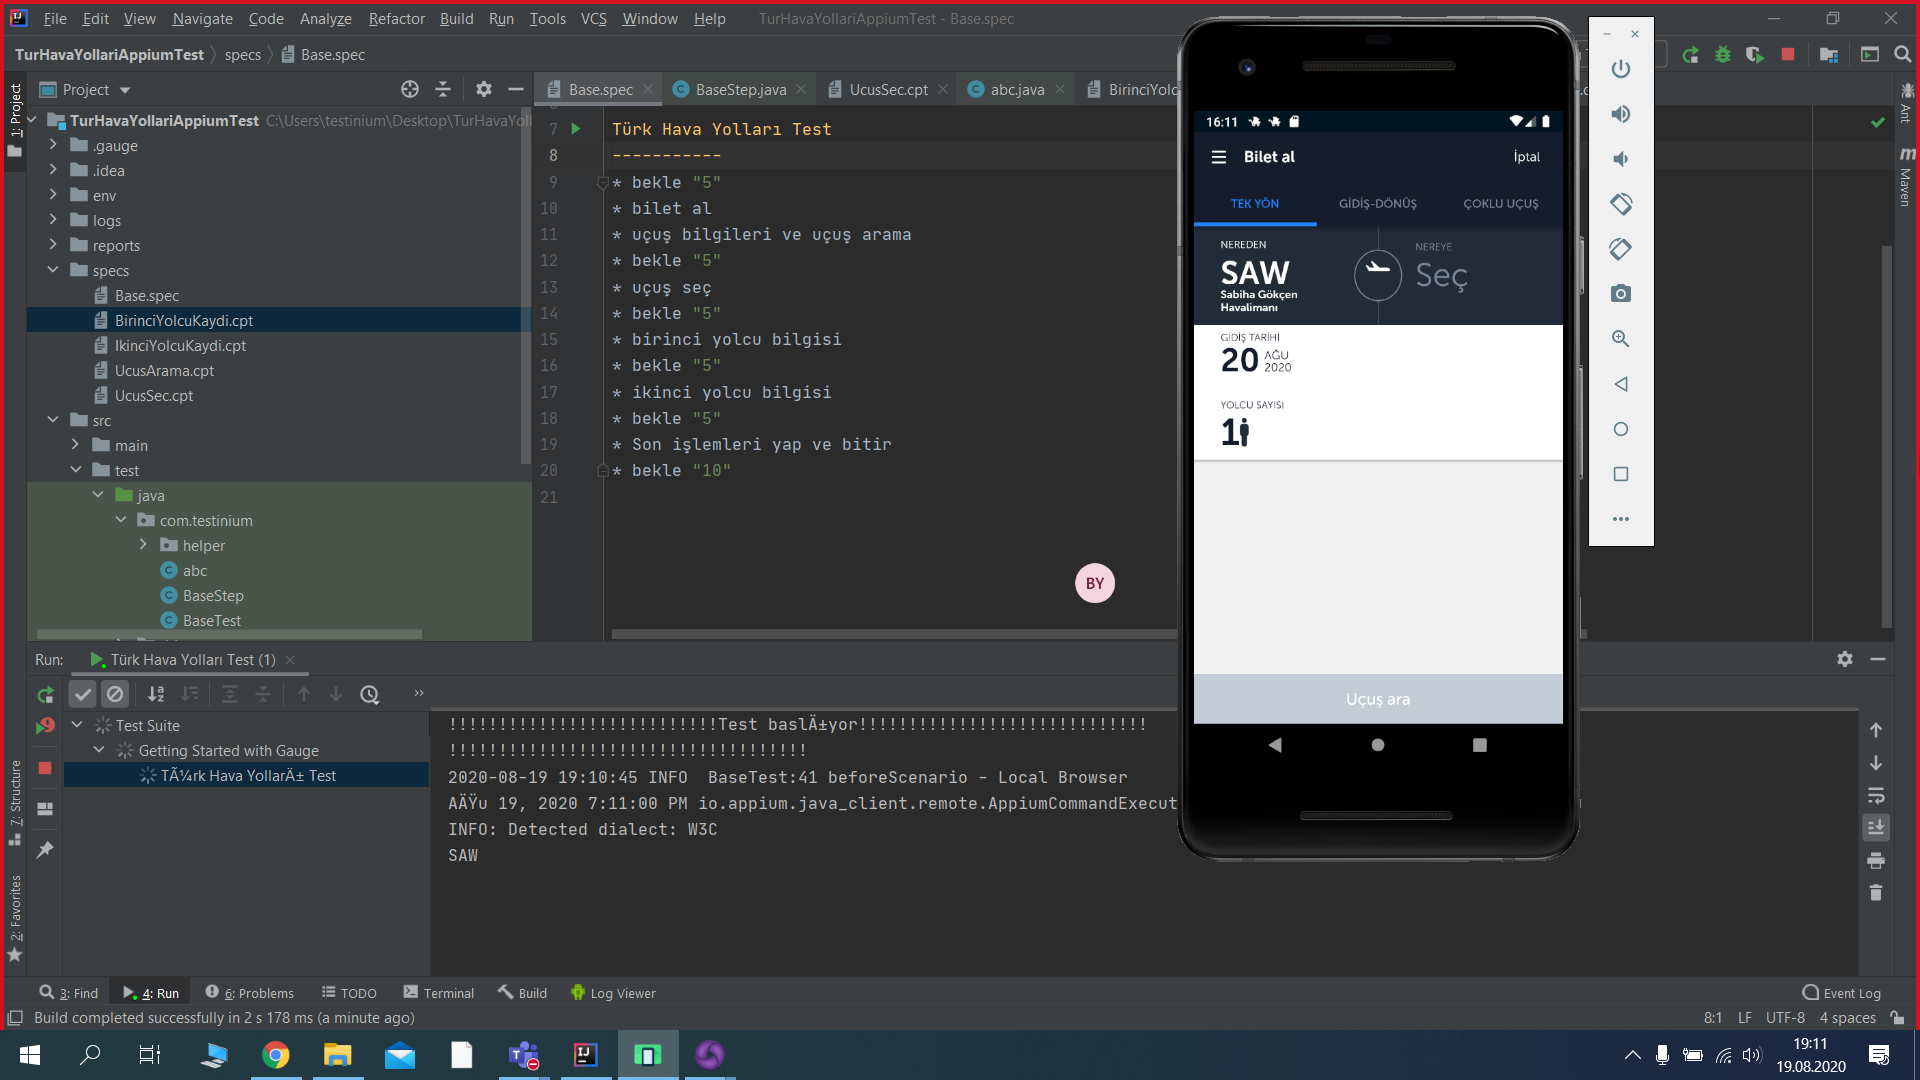 File Edit View Navigate Code Analyze Refactor Build Run Tools VCS Window Help TurHavaYollariAppiumTest - Base.spec
TurHavaYollariAppiumTest specs Base.spec
1: Project
Project
Base.spec BaseStep.java UcusSec.cpt abc.java BirinciYolc
TurHavaYollariAppiumTest C:\Users\testinium\Desktop\TurHavaYoll
.gauge
.idea
env
logs
reports
specs
Base.spec
BirinciYolcuKaydi.cpt
IkinciYolcuKaydi.cpt
UcusArama.cpt
UcusSec.cpt
src
main
test
java
com.testinium
helper
abc
BaseStep
BaseTest
7 Türk Hava Yolları Test
8 -----------
9 * bekle "5"
10 * bilet al
11 * uçuş bilgileri ve uçuş arama
12 * bekle "5"
13 * uçuş seç
14 * bekle "5"
15 * birinci yolcu bilgisi
16 * bekle "5"
17 * ikinci yolcu bilgisi
18 * bekle "5"
19 * Son işlemleri yap ve bitir
20 * bekle "10"
21
BY
16:11
Bilet al İptal
TEK YÖN GİDİŞ-DÖNÜŞ ÇOKLU UÇUŞ
NEREDEN NEREYE
SAW Seç
Sabiha Gökçen
Havalimanı
GİDİŞ TARİHİ
20 AĞU
2020
YOLCU SAYISI
1
Uçuş ara
Ant
Maven
Run: Türk Hava Yolları Test (1)
Test Suite
Getting Started with Gauge
TÃ¼rk Hava YollarÄ± Test
!!!!!!!!!!!!!!!!!!!!!!!!!!!Test baslÄ±yor!!!!!!!!!!!!!!!!!!!!!!!!!!!!!
!!!!!!!!!!!!!!!!!!!!!!!!!!!!!!!!!!!!
2020-08-19 19:10:45 INFO  BaseTest:41 beforeScenario - Local Browser
AÄŸu 19, 2020 7:11:00 PM io.appium.java_client.remote.AppiumCommandExecut
INFO: Detected dialect: W3C
SAW
7: Structure
2: Favorites
3: Find 4: Run 6: Problems TODO Terminal Build Log Viewer Event Log
Build completed successfully in 2 s 178 ms (a minute ago) 8:1 LF UTF-8 4 spaces
19:11
19.08.2020